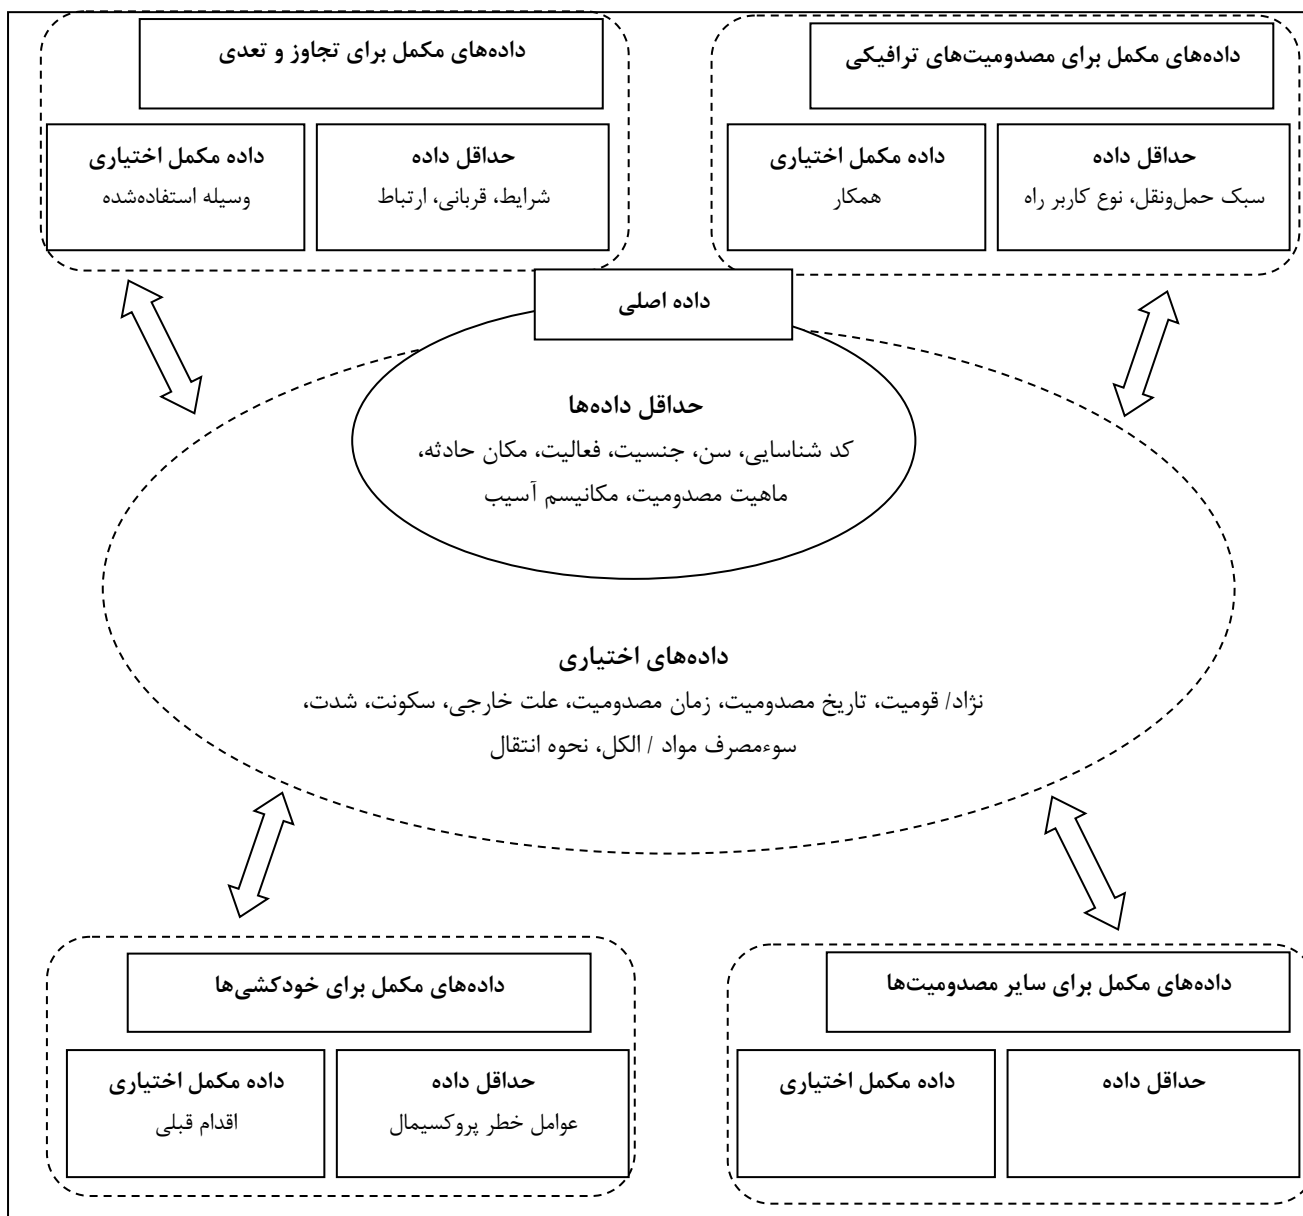 داده‌های مکمل برای مصدومیت‌های ترافیکی
حداقل داده
سبک حمل‌ونقل، نوع کاربر راه
داده مکمل اختیاری
همکار
داده‌های مکمل برای تجاوز و تعدی
حداقل داده
شرایط، قربانی، ارتباط
داده مکمل اختیاری
وسیله استفاده‌شده
داده اصلی
حداقل داده‌ها
کد شناسایی، سن، جنسیت، فعالیت، مکان حادثه،
ماهیت مصدومیت، مکانیسم آسیب
داده‌های اختیاری
نژاد/ قومیت، تاریخ مصدومیت، زمان مصدومیت، علت خارجی، سکونت، شدت،
سوءمصرف مواد / الکل، نحوه انتقال
داده‌های مکمل برای سایر مصدومیت‌ها
حداقل داده
داده مکمل اختیاری
داده‌های مکمل برای خودکشی‌ها
حداقل داده
عوامل خطر پروکسیمال
داده مکمل اختیاری
اقدام قبلی